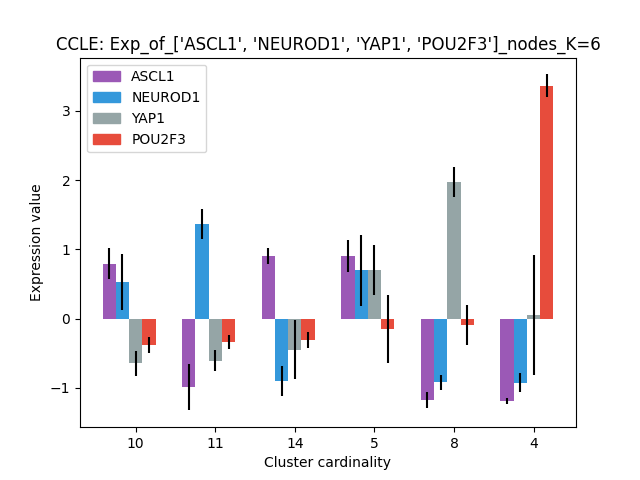 CCLE: Exp_of_['ASCL1', 'NEUROD1', 'YAP1', 'POU2F3']_nodes_K=6
ASCL1
NEUROD1
YAP1
POU2F3
Expression value
3
2
1
0
−1
10 11 14 5 8 4
Cluster cardinality